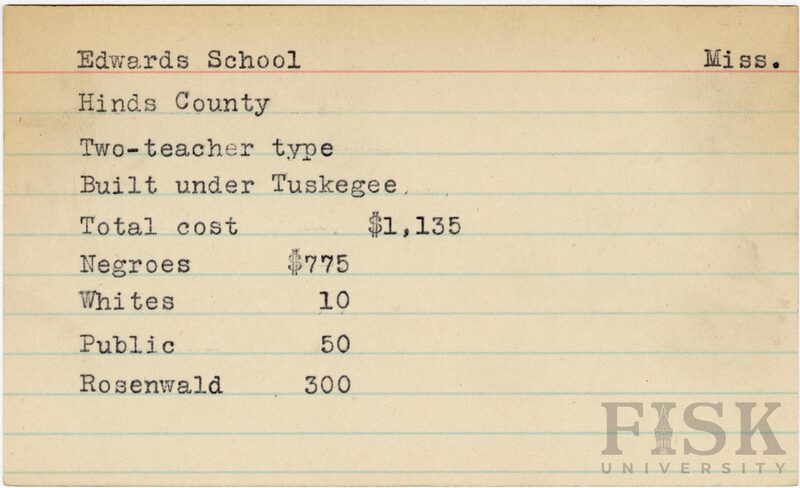 Edwards School Miss.
Hinds County
Two-teacher type
Built under Tuskegee.
Total cost $1,135
Negroes $775
Whites 10
Public 50
Rosenwald 300
FISK
UNIVERSITY